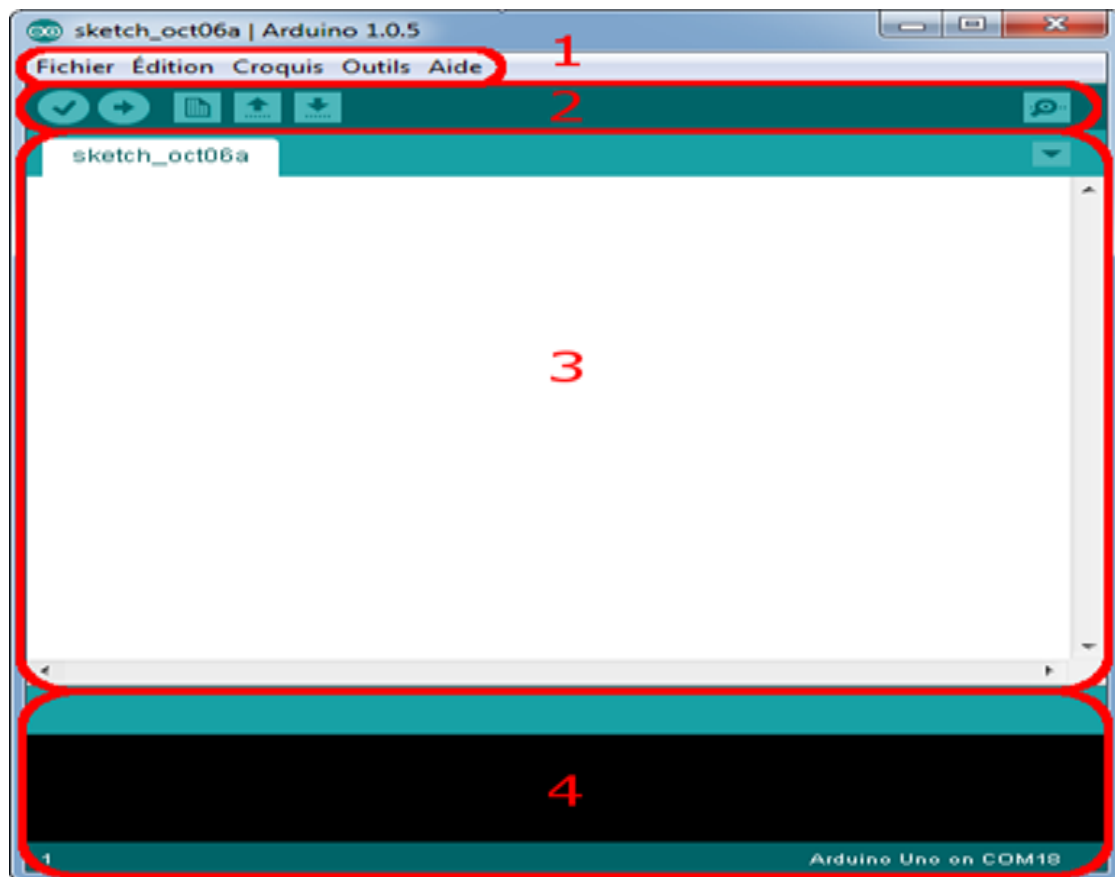 sketch_oct06a | Arduino 1.0.5
1
Fichier Édition Croquis Outils Aide
2
sketch_oct06a
3
4
1 Arduino Uno on COM18